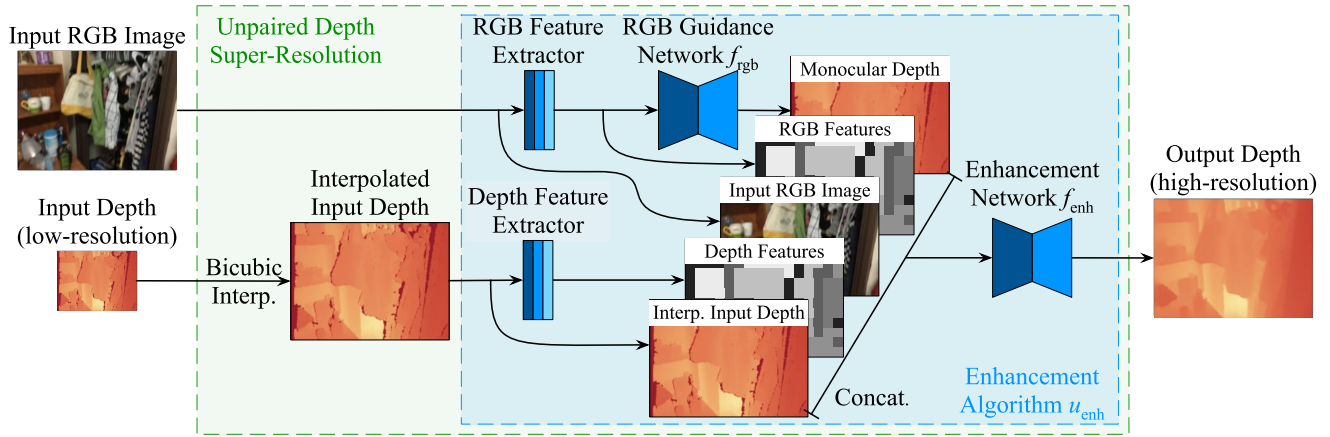 Input RGB Image
Unpaired Depth
Super-Resolution
RGB Feature
Extractor
RGB Guidance
Network f_rgb
Monocular Depth
RGB Features
Input RGB Image
Depth Features
Interp. Input Depth
Input Depth
(low-resolution)
Bicubic
Interp.
Interpolated
Input Depth
Depth Feature
Extractor
Concat.
Enhancement
Network f_enh
Enhancement
Algorithm u_enh
Output Depth
(high-resolution)